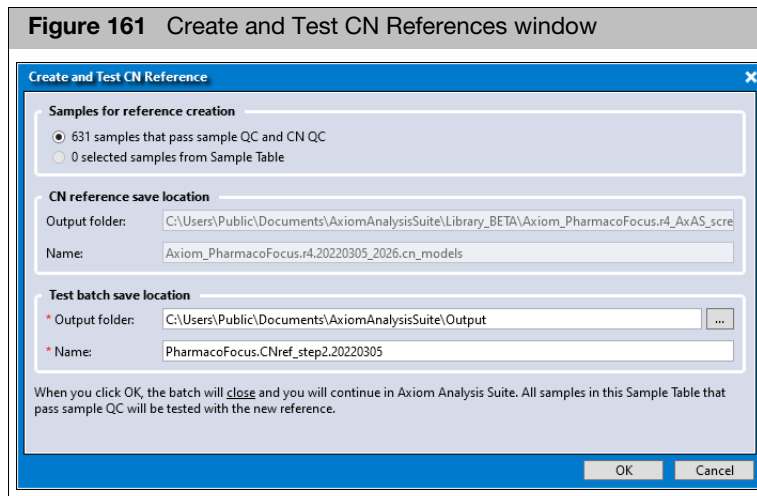 Figure 161 Create and Test CN References window
Create and Test CN Reference
Samples for reference creation
631 samples that pass sample QC and CN QC
0 selected samples from Sample Table
CN reference save location
Output folder: C:\Users\Public\Documents\AxiomAnalysisSuite\Library_BETA\Axiom_PharmacoFocus.r4_AxAS_scre
Name: Axiom_PharmacoFocus.r4.20220305_2026.cn_models
Test batch save location
* Output folder: C:\Users\Public\Documents\AxiomAnalysisSuite\Output ...
* Name: PharmacoFocus.CNref_step2.20220305
When you click OK, the batch will close and you will continue in Axiom Analysis Suite. All samples in this Sample Table that
pass sample QC will be tested with the new reference.
OK Cancel